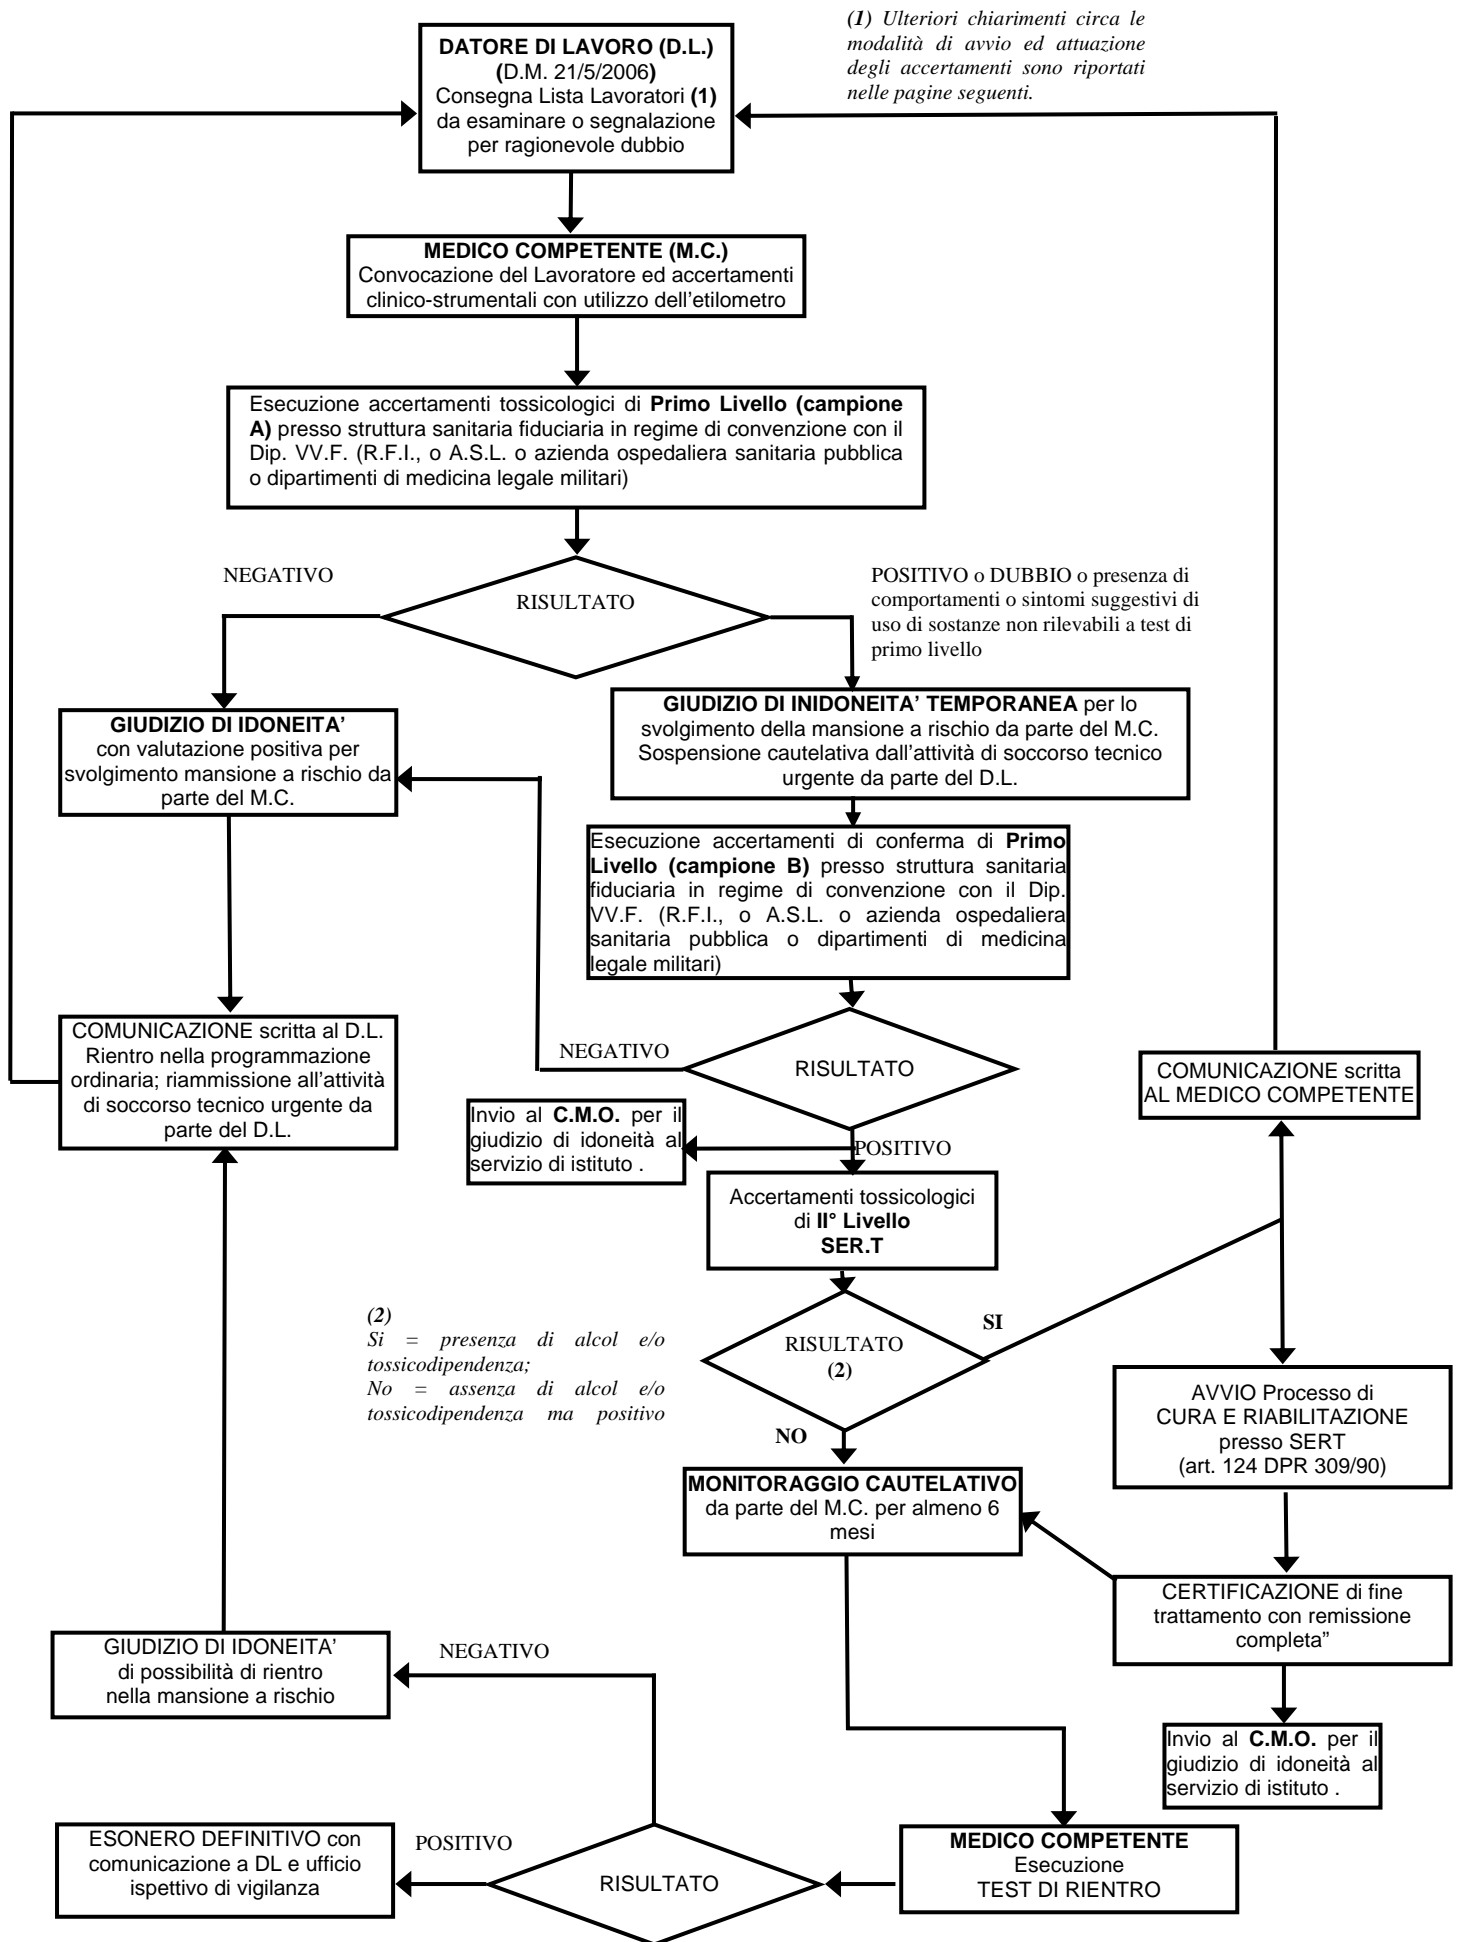 (1) Ulteriori chiarimenti circa le
modalità di avvio ed attuazione
degli accertamenti sono riportati
nelle pagine seguenti.
DATORE DI LAVORO (D.L.)
(D.M. 21/5/2006)
Consegna Lista Lavoratori (1)
da esaminare o segnalazione
per ragionevole dubbio
MEDICO COMPETENTE (M.C.)
Convocazione del Lavoratore ed accertamenti
clinico-strumentali con utilizzo dell’etilometro
Esecuzione accertamenti tossicologici di Primo Livello (campione
A) presso struttura sanitaria fiduciaria in regime di convenzione con il
Dip. VV.F. (R.F.I., o A.S.L. o azienda ospedaliera sanitaria pubblica
o dipartimenti di medicina legale militari)
NEGATIVO
RISULTATO
POSITIVO o DUBBIO o presenza di
comportamenti o sintomi suggestivi di
uso di sostanze non rilevabili a test di
primo livello
GIUDIZIO DI IDONEITA’
con valutazione positiva per
svolgimento mansione a rischio da
parte del M.C.
GIUDIZIO DI INIDONEITA’ TEMPORANEA per lo
svolgimento della mansione a rischio da parte del M.C.
Sospensione cautelativa dall’attività di soccorso tecnico
urgente da parte del D.L.
Esecuzione accertamenti di conferma di Primo
Livello (campione B) presso struttura sanitaria
fiduciaria in regime di convenzione con il Dip.
VV.F. (R.F.I., o A.S.L. o azienda ospedaliera
sanitaria pubblica o dipartimenti di medicina
legale militari)
COMUNICAZIONE scritta al D.L.
Rientro nella programmazione
ordinaria; riammissione all’attività
di soccorso tecnico urgente da
parte del D.L.
NEGATIVO
RISULTATO
COMUNICAZIONE scritta
AL MEDICO COMPETENTE
Invio al C.M.O. per il
giudizio di idoneità al
servizio di istituto .
POSITIVO
Accertamenti tossicologici
di II° Livello
SER.T
(2)
Si = presenza di alcol e/o
tossicodipendenza;
No = assenza di alcol e/o
tossicodipendenza ma positivo
RISULTATO
(2)
SI
NO
AVVIO Processo di
CURA E RIABILITAZIONE
presso SERT
(art. 124 DPR 309/90)
MONITORAGGIO CAUTELATIVO
da parte del M.C. per almeno 6
mesi
CERTIFICAZIONE di fine
trattamento con remissione
completa”
GIUDIZIO DI IDONEITA’
di possibilità di rientro
nella mansione a rischio
NEGATIVO
Invio al C.M.O. per il
giudizio di idoneità al
servizio di istituto .
ESONERO DEFINITIVO con
comunicazione a DL e ufficio
ispettivo di vigilanza
POSITIVO
RISULTATO
MEDICO COMPETENTE
Esecuzione
TEST DI RIENTRO